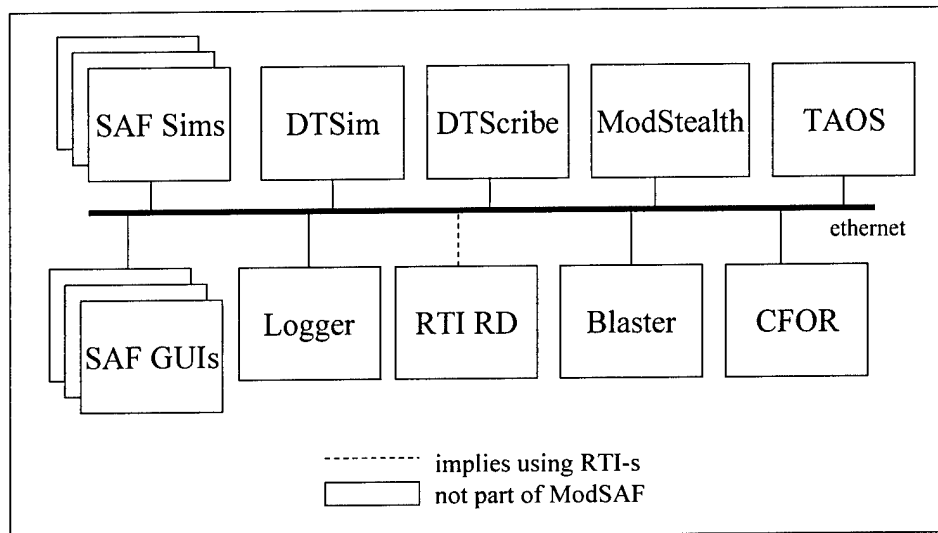 SAF Sims
DTSim
DTScribe
ModStealth
TAOS
ethernet
SAF GUIs
Logger
RTI RD
Blaster
CFOR
implies using RTI-s
not part of ModSAF